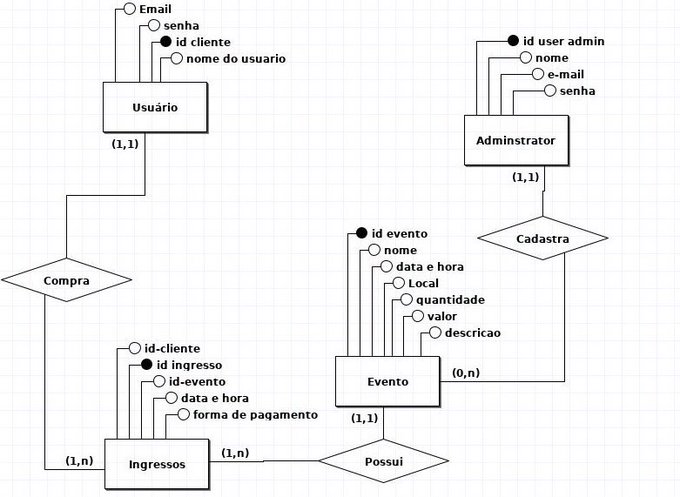 Email
senha
id cliente
nome do usuario
Usuário
(1,1)
id user admin
nome
e-mail
senha
Adminstrator
(1,1)
Cadastra
Compra
id evento
nome
data e hora
Local
quantidade
valor
descricao
Evento
(0,n)
(1,1)
id-cliente
id ingresso
id-evento
data e hora
forma de pagamento
Ingressos
(1,n)
(1,n)
Possui